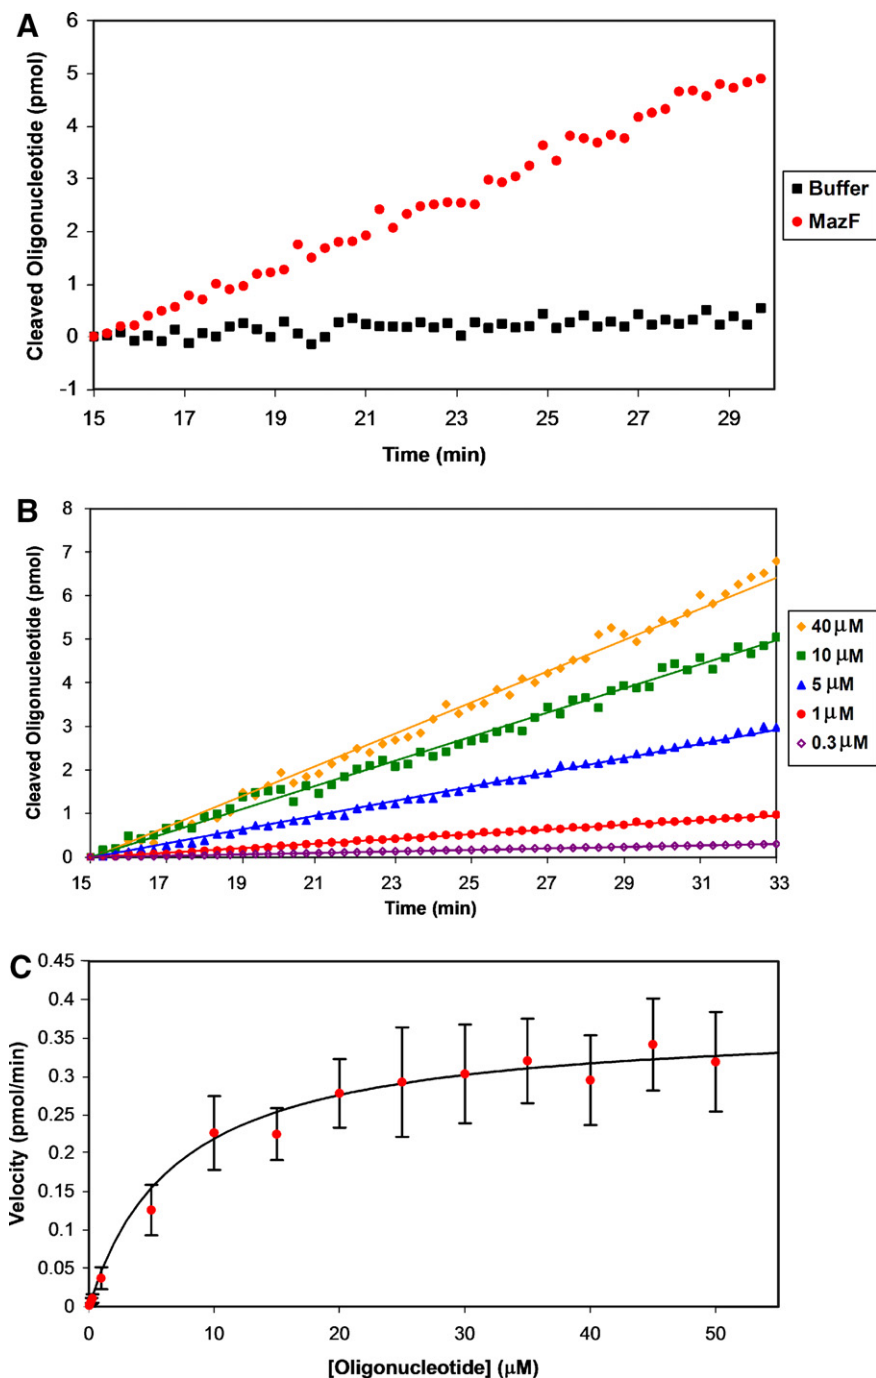 A
Cleaved Oligonucleotide (pmol)
6
5
4
3
2
1
0
-1
15 17 19 21 23 25 27 29
Time (min)
Buffer
MazF
B
Cleaved Oligonucleotide (pmol)
8
7
6
5
4
3
2
1
0
15 17 19 21 23 25 27 29 31 33
Time (min)
40 μM
10 μM
5 μM
1 μM
0.3 μM
C
Velocity (pmol/min)
0.45
0.4
0.35
0.3
0.25
0.2
0.15
0.1
0.05
0
0 10 20 30 40 50
[Oligonucleotide] (μM)